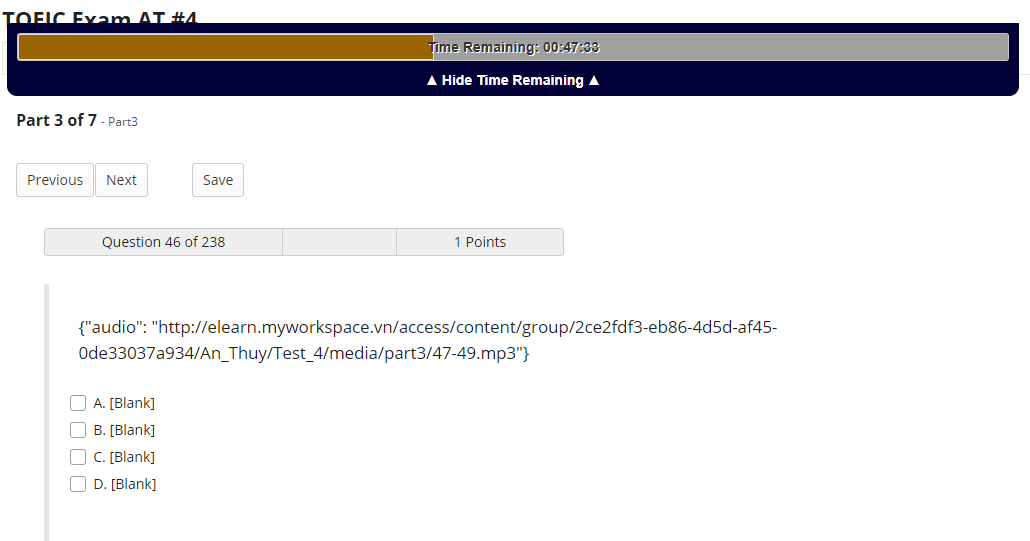 TOEIC Exam AT #4
Time Remaining: 00:47:33
▲ Hide Time Remaining ▲
Part 3 of 7 - Part3
Previous Next Save
Question 46 of 238 1 Points
{"audio": "http://elearn.myworkspace.vn/access/content/group/2ce2fdf3-eb86-4d5d-af45-
0de33037a934/An_Thuy/Test_4/media/part3/47-49.mp3"}
A. [Blank]
B. [Blank]
C. [Blank]
D. [Blank]